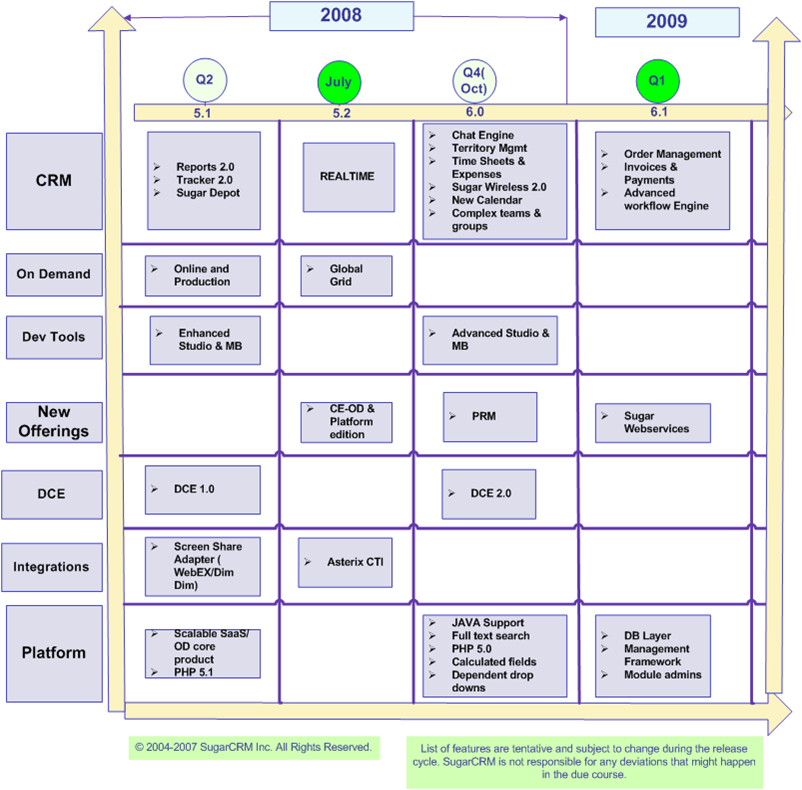 2008
2009
Q2
July
Q4(
Oct)
Q1
5.1
5.2
6.0
6.1
CRM
Reports 2.0
Tracker 2.0
Sugar Depot
REALTIME
Chat Engine
Territory Mgmt
Time Sheets &
Expenses
Sugar Wireless 2.0
New Calendar
Complex teams &
groups
Order Management
Invoices &
Payments
Advanced
workflow Engine
On Demand
Online and
Production
Global
Grid
Dev Tools
Enhanced
Studio & MB
Advanced Studio &
MB
New
Offerings
CE-OD &
Platform
edition
PRM
Sugar
Webservices
DCE
DCE 1.0
DCE 2.0
Integrations
Screen Share
Adapter (
WebEX/Dim
Dim)
Asterix CTI
Platform
Scalable SaaS/
OD core
product
PHP 5.1
JAVA Support
Full text search
PHP 5.0
Calculated fields
Dependent drop
downs
DB Layer
Management
Framework
Module admins
© 2004-2007 SugarCRM Inc. All Rights Reserved.
List of features are tentative and subject to change during the release
cycle. SugarCRM is not responsible for any deviations that might happen
in the due course.